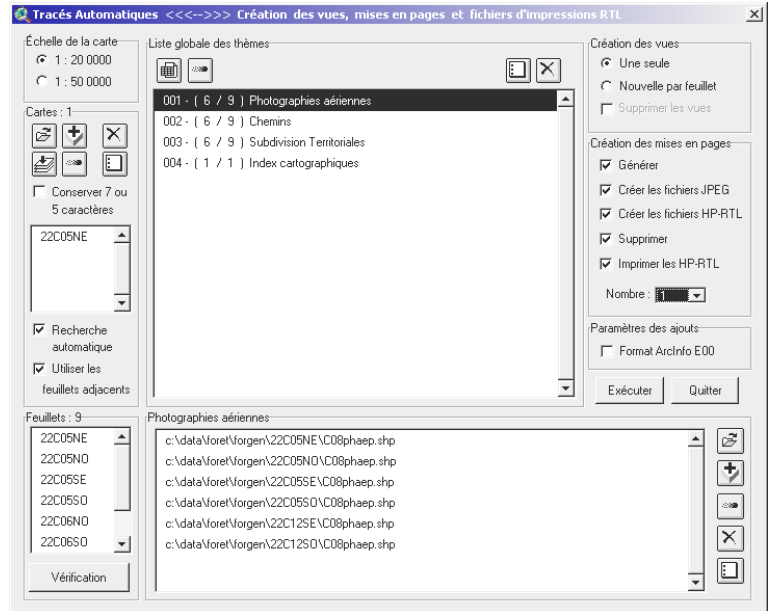 Tracés Automatiques <<<-->>> Création des vues, mises en pages et fichiers d'impressions RTL
Échelle de la carte
1 : 20 0000
1 : 50 0000
Cartes : 1
Conserver 7 ou
5 caractères
22C05NE
Recherche
automatique
Utiliser les
feuillets adjacents
Liste globale des thèmes
001 - ( 6 / 9 ) Photographies aériennes
002 - ( 6 / 9 ) Chemins
003 - ( 6 / 9 ) Subdivision Territoriales
004 - ( 1 / 1 ) Index cartographiques
Création des vues
Une seule
Nouvelle par feuillet
Supprimer les vues
Création des mises en pages
Générer
Créer les fichiers JPEG
Créer les fichiers HP-RTL
Supprimer
Imprimer les HP-RTL
Nombre : 1
Paramètres des ajouts
Format ArcInfo E00
Exécuter
Quitter
Feuillets : 9
22C05NE
22C05NO
22C05SE
22C05SO
22C06NO
22C06SO
Vérification
Photographies aériennes
c:\data\foret\forgen\22C05NE\C08phaep.shp
c:\data\foret\forgen\22C05NO\C08phaep.shp
c:\data\foret\forgen\22C05SE\C08phaep.shp
c:\data\foret\forgen\22C05SO\C08phaep.shp
c:\data\foret\forgen\22C12SE\C08phaep.shp
c:\data\foret\forgen\22C12SO\C08phaep.shp